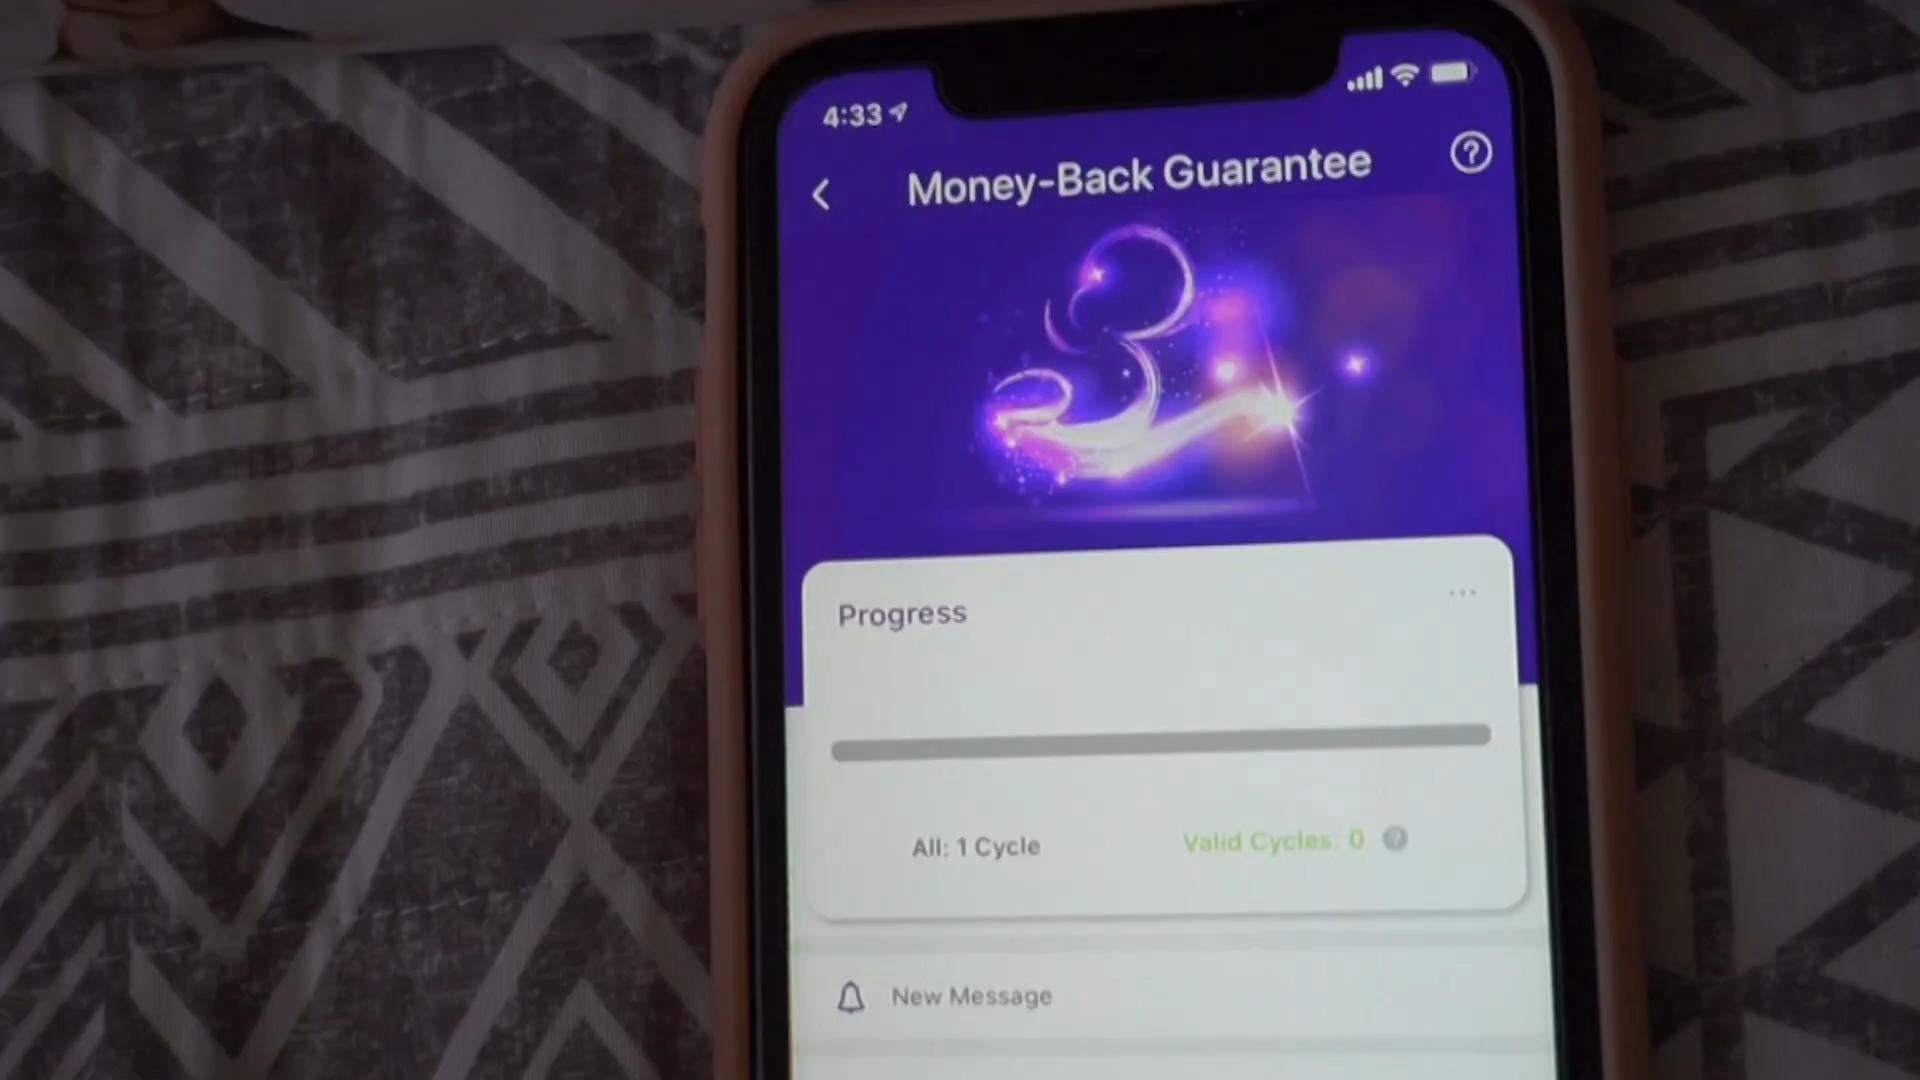 4:33
Money-Back Guarantee
Progress
All: 1 Cycle
Valid Cycles: 0
New Message